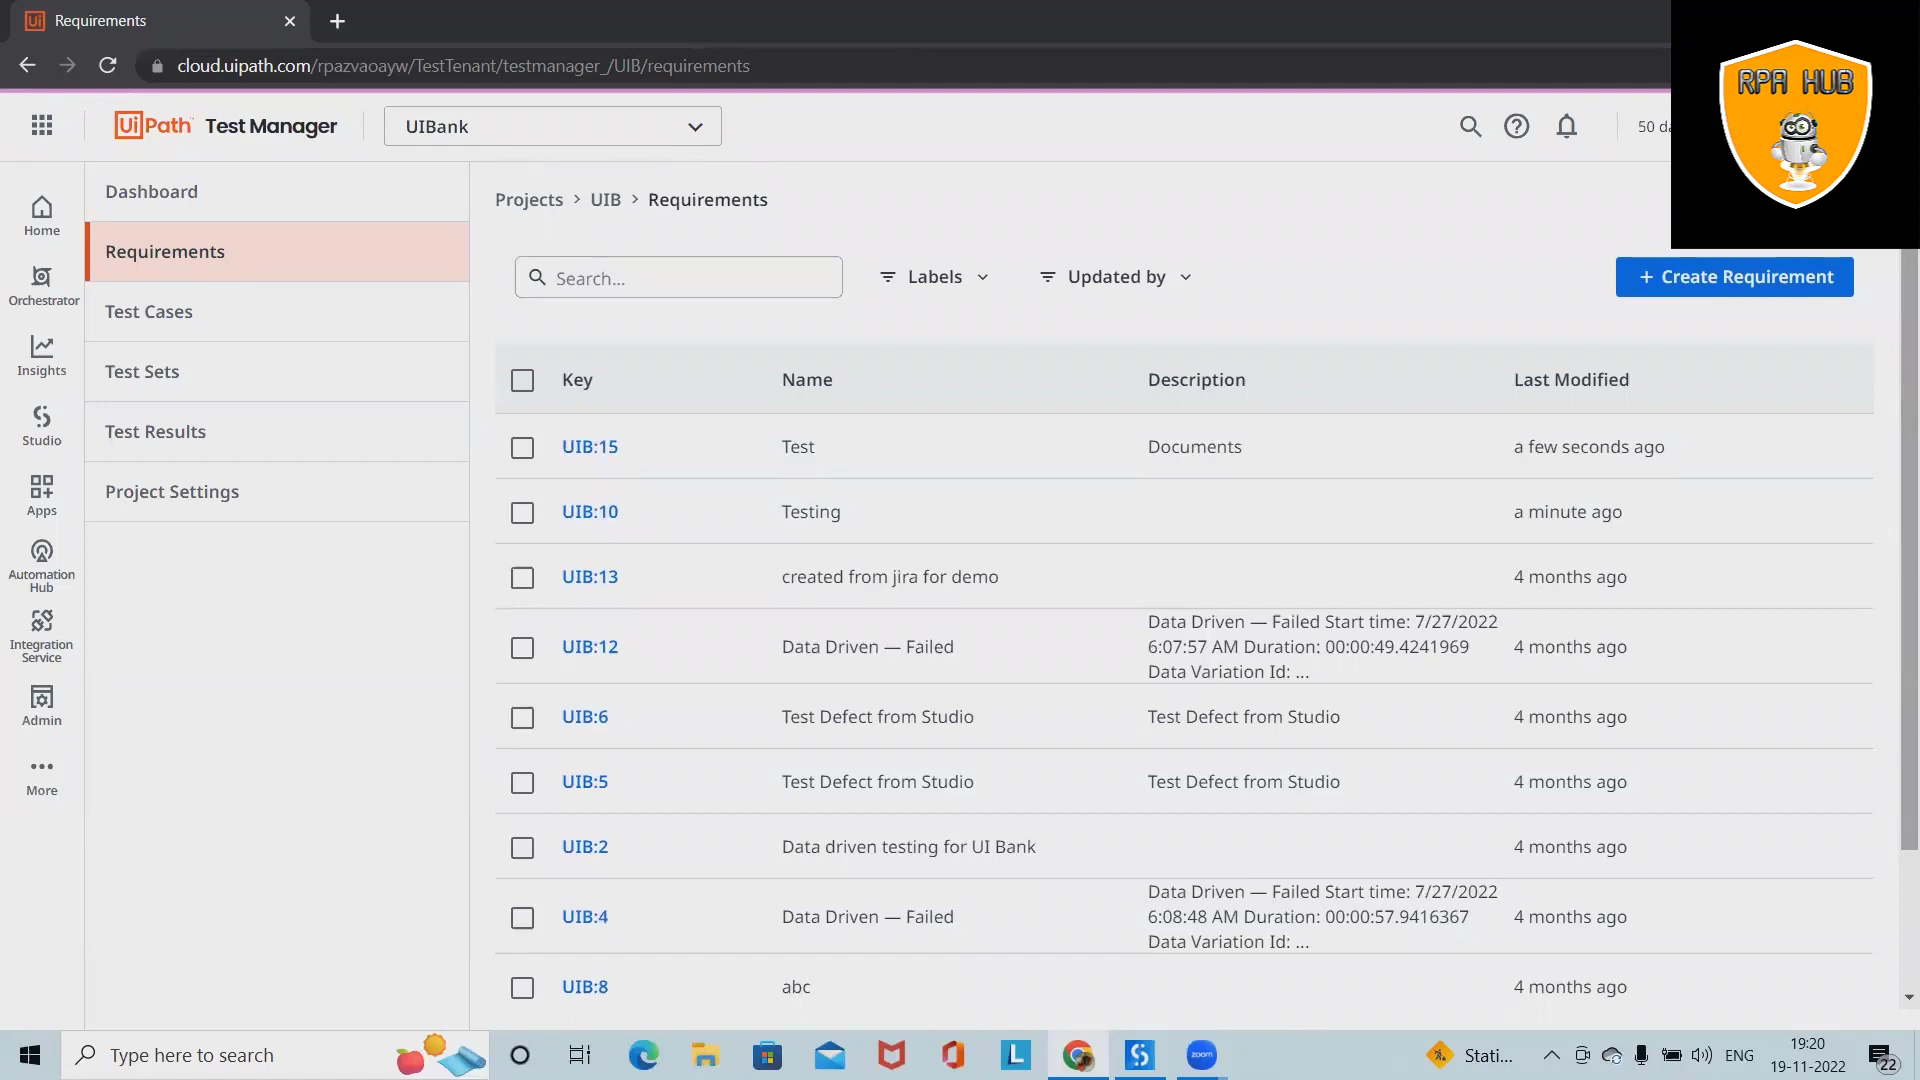 Requirements
cloud.uipath.com/rpazvaoayw/TestTenant/testmanager_/UIB/requirements
RPA HUB
UiPath Test Manager
UIBank
50 da
Home
Orchestrator
Insights
Studio
Apps
Automation
Hub
Integration
Service
Admin
More
Dashboard
Requirements
Test Cases
Test Sets
Test Results
Project Settings
Projects > UIB > Requirements
Search...
Labels
Updated by
+ Create Requirement
Key Name Description Last Modified
UIB:15 Test Documents a few seconds ago
UIB:10 Testing a minute ago
UIB:13 created from jira for demo 4 months ago
Data Driven — Failed Start time: 7/27/2022
UIB:12 Data Driven — Failed 6:07:57 AM Duration: 00:00:49.4241969 4 months ago
Data Variation Id: ...
UIB:6 Test Defect from Studio Test Defect from Studio 4 months ago
UIB:5 Test Defect from Studio Test Defect from Studio 4 months ago
UIB:2 Data driven testing for UI Bank 4 months ago
Data Driven — Failed Start time: 7/27/2022
UIB:4 Data Driven — Failed 6:08:48 AM Duration: 00:00:57.9416367 4 months ago
Data Variation Id: ...
UIB:8 abc 4 months ago
Type here to search
L
zoom
Stati...
ENG
19:20
19-11-2022
22